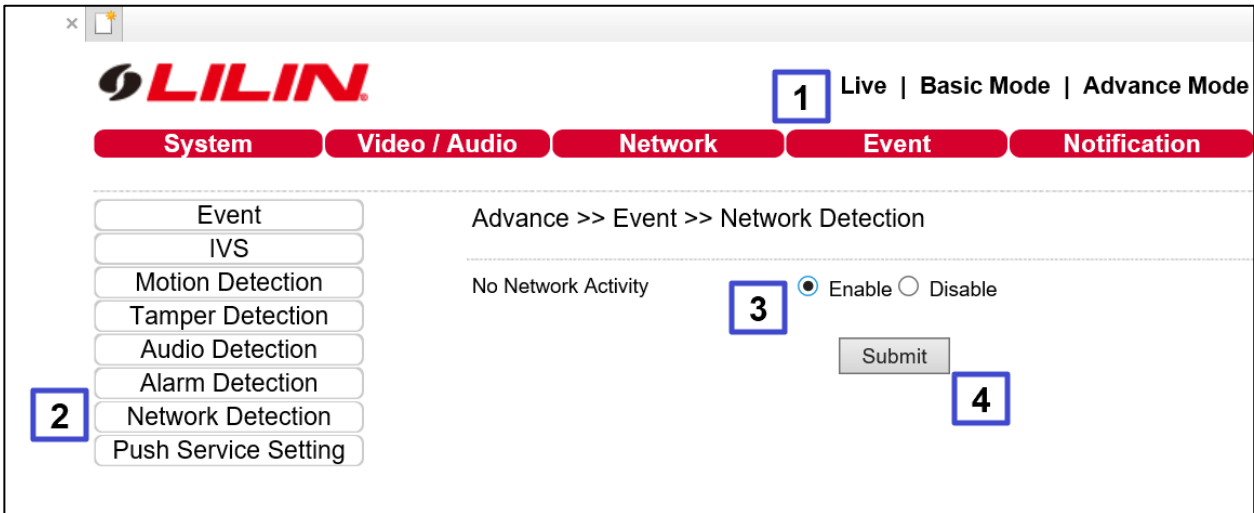 ×
LILIN®
1 Live | Basic Mode | Advance Mode
System Video / Audio Network Event Notification
Event
IVS
Motion Detection
Tamper Detection
Audio Detection
Alarm Detection
2 Network Detection
Push Service Setting
Advance >> Event >> Network Detection
No Network Activity 3 Enable Disable
Submit
4